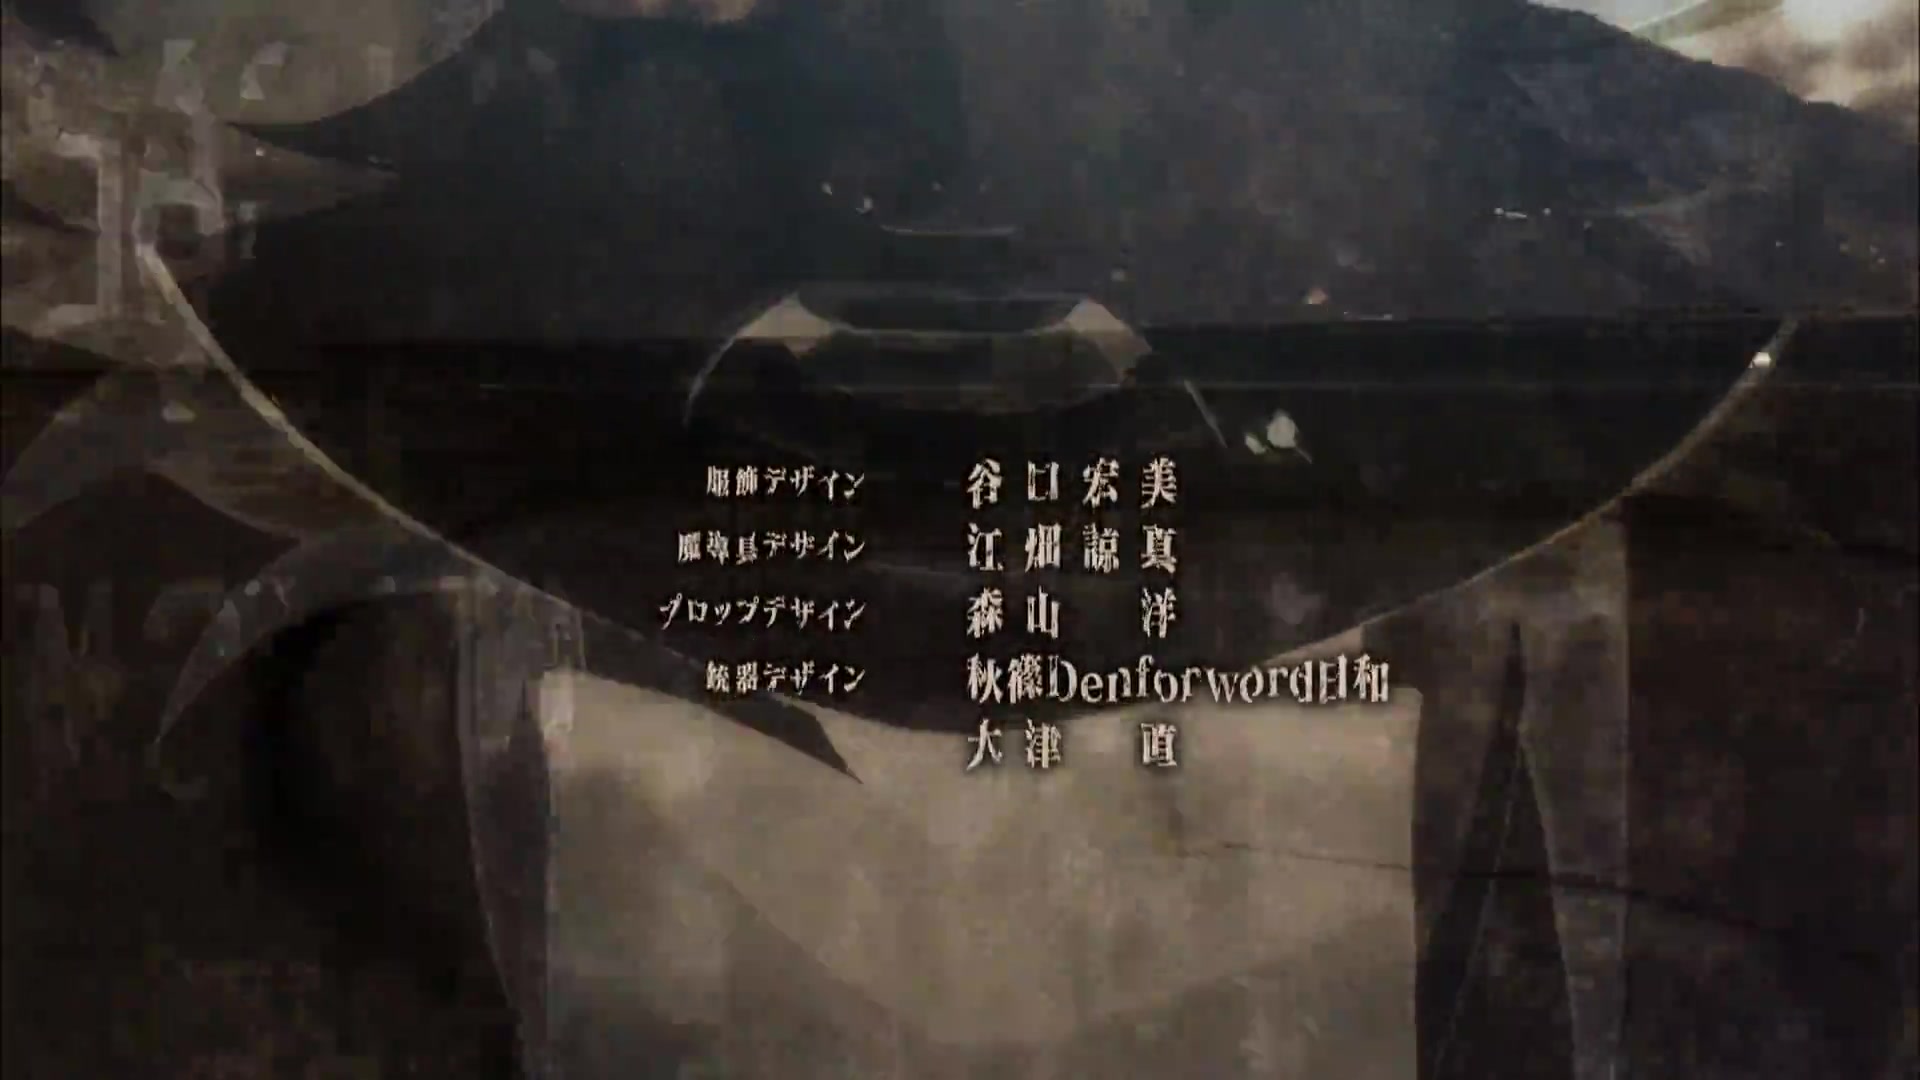 服飾デザイン 谷口宏美
魔導具デザイン 江畑諒真
プロップデザイン 森山 洋
銃器デザイン 秋篠Denforword日和
大津 直